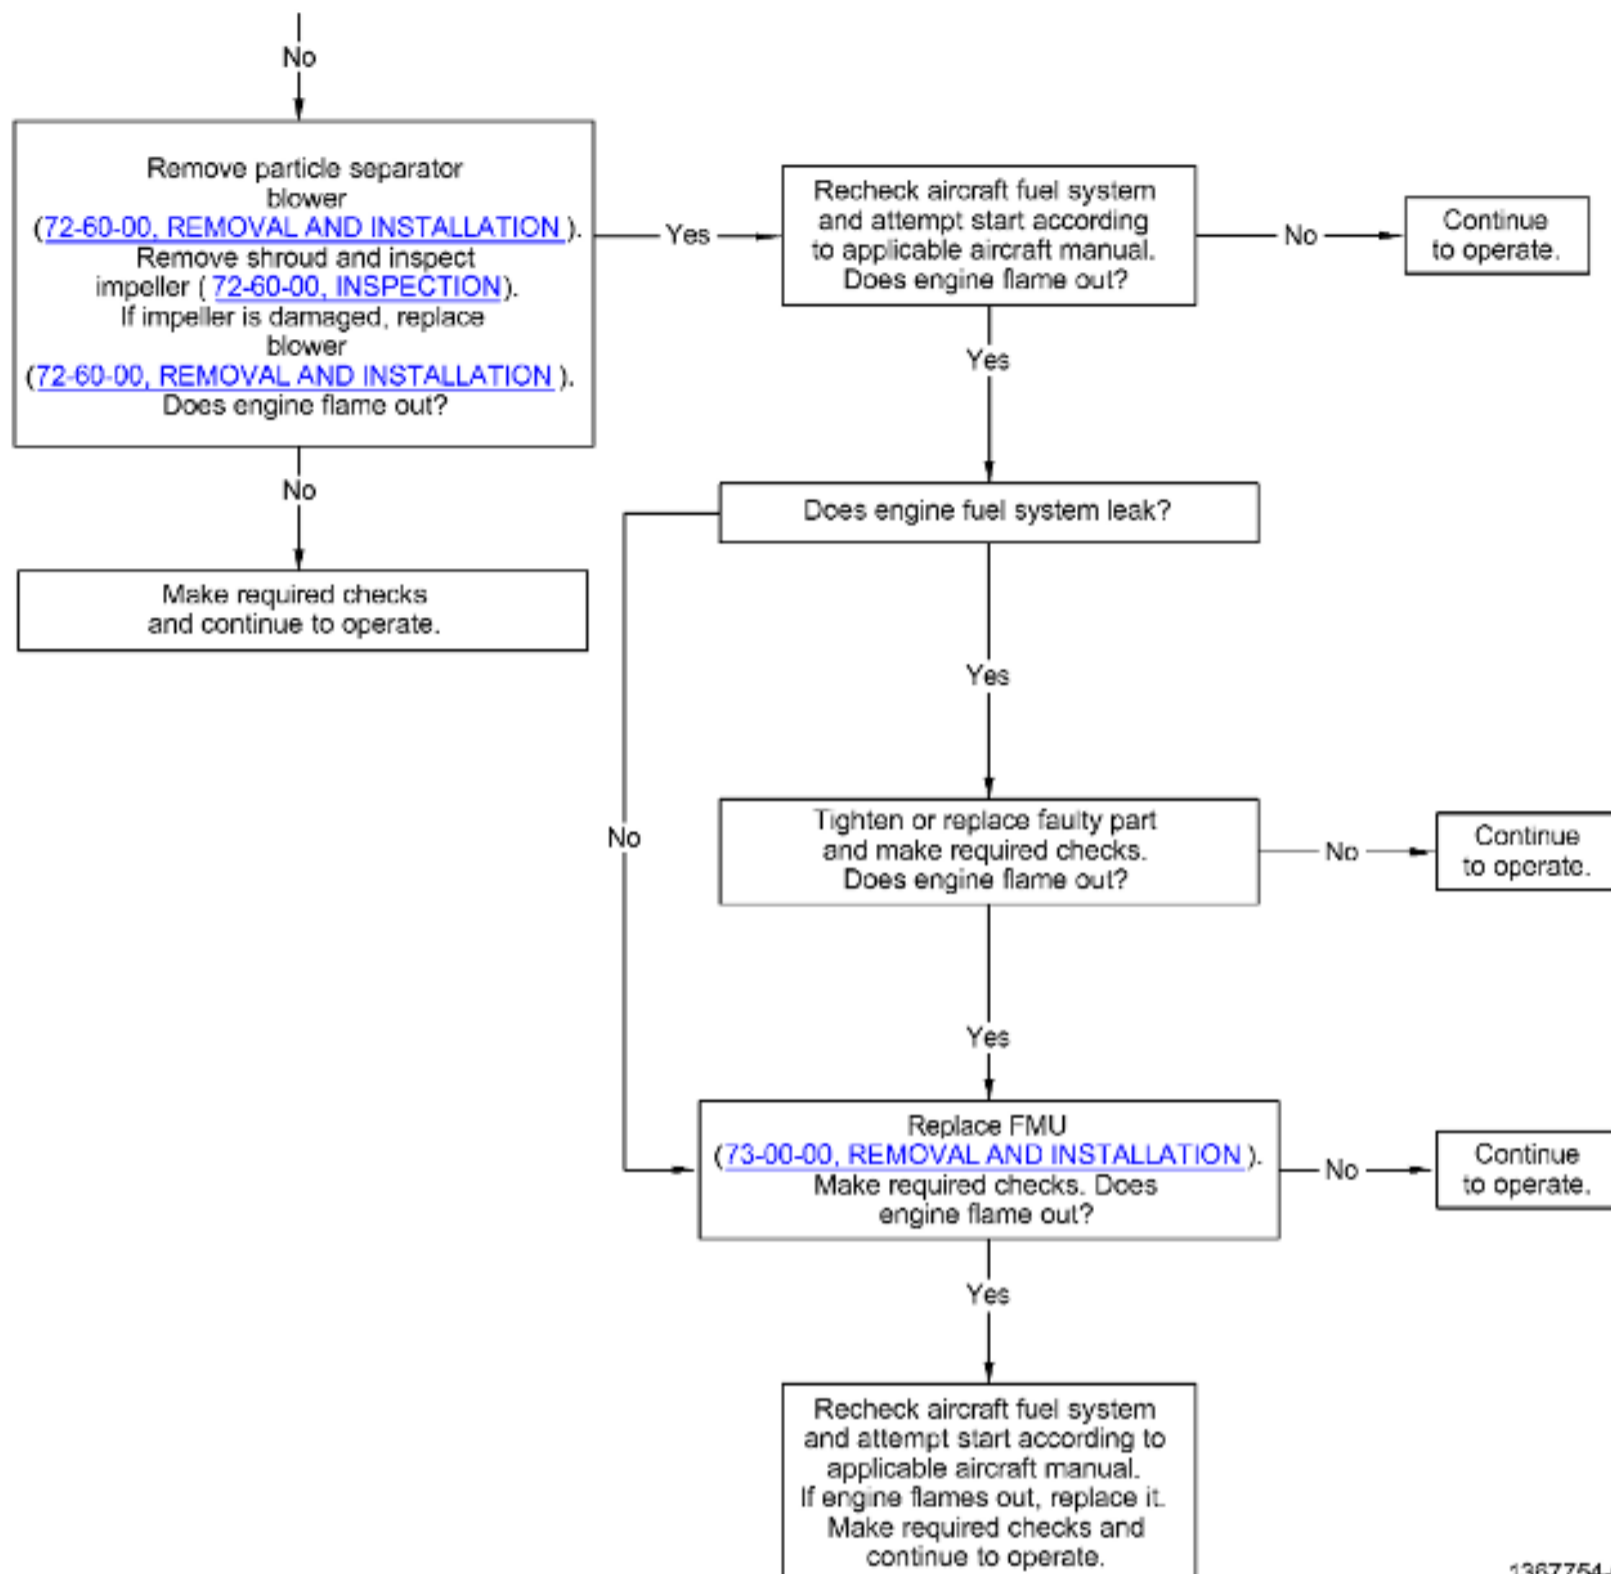 No
Remove particle separator
blower
(72-60-00, REMOVAL AND INSTALLATION ).
Remove shroud and inspect
impeller ( 72-60-00, INSPECTION).
If impeller is damaged, replace
blower
(72-60-00, REMOVAL AND INSTALLATION ).
Does engine flame out?
Yes
Recheck aircraft fuel system
and attempt start according
to applicable aircraft manual.
Does engine flame out?
No
Continue
to operate.
No
Make required checks
and continue to operate.
Yes
Does engine fuel system leak?
Yes
No
Tighten or replace faulty part
and make required checks.
Does engine flame out?
No
Continue
to operate.
Yes
Replace FMU
(73-00-00, REMOVAL AND INSTALLATION ).
Make required checks. Does
engine flame out?
No
Continue
to operate.
Yes
Recheck aircraft fuel system
and attempt start according to
applicable aircraft manual.
If engine flames out, replace it.
Make required checks and
continue to operate.